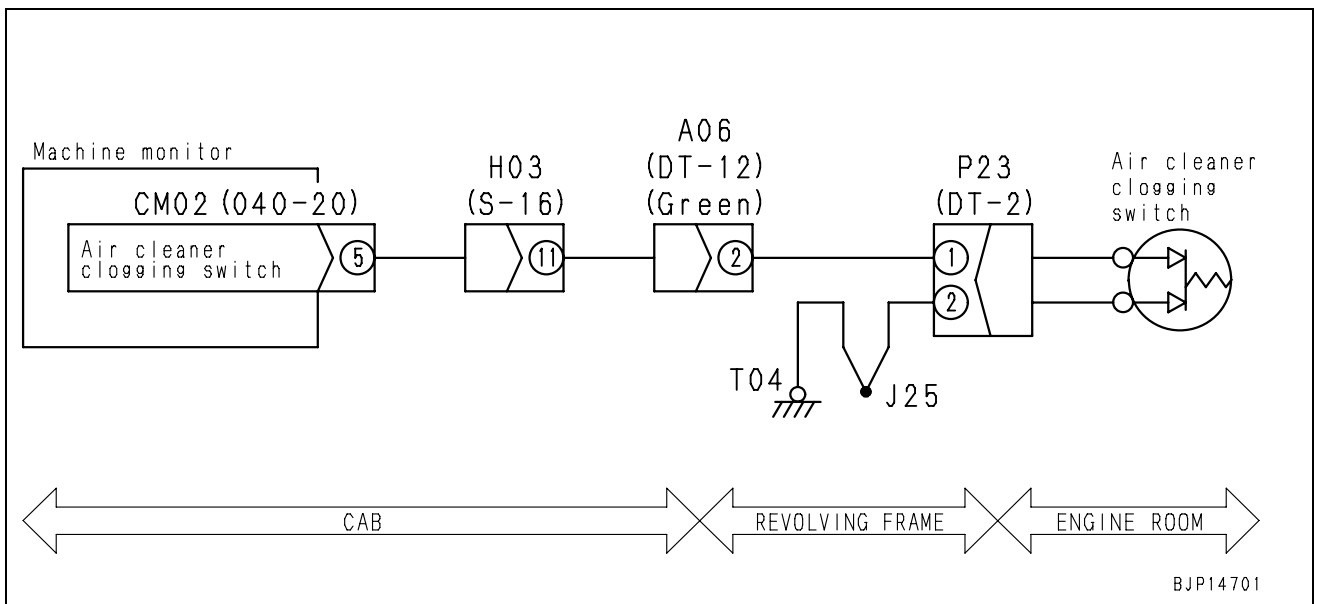 Machine monitor
CM02 (040-20)
Air cleaner
clogging switch
5
H03
(S-16)
11
A06
(DT-12)
(Green)
2
P23
(DT-2)
1
2
Air cleaner
clogging
switch
T04
J25
CAB
REVOLVING FRAME
ENGINE ROOM
BJP14701